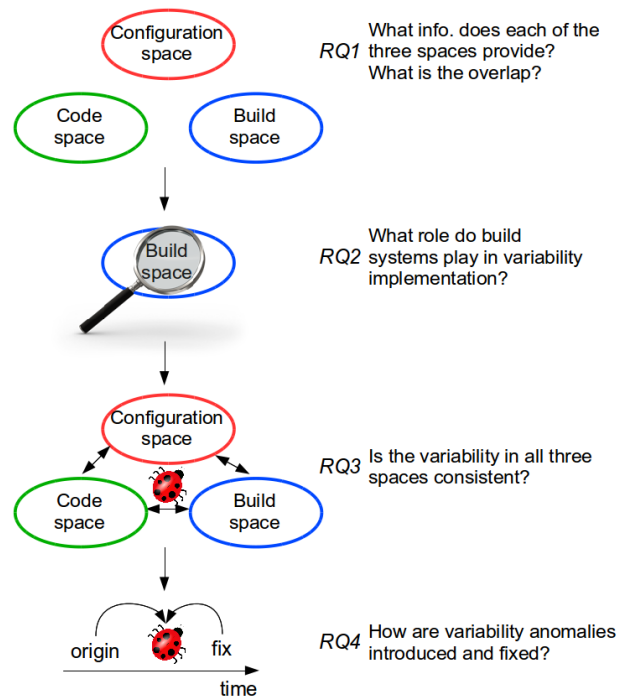 Configuration
space
RQ1
What info. does each of the
three spaces provide?
What is the overlap?
Code
space
Build
space
Build
space
RQ2
What role do build
systems play in variability
implementation?
Configuration
space
RQ3
Is the variability in all three
spaces consistent?
Code
space
Build
space
origin
fix
time
RQ4
How are variability anomalies
introduced and fixed?